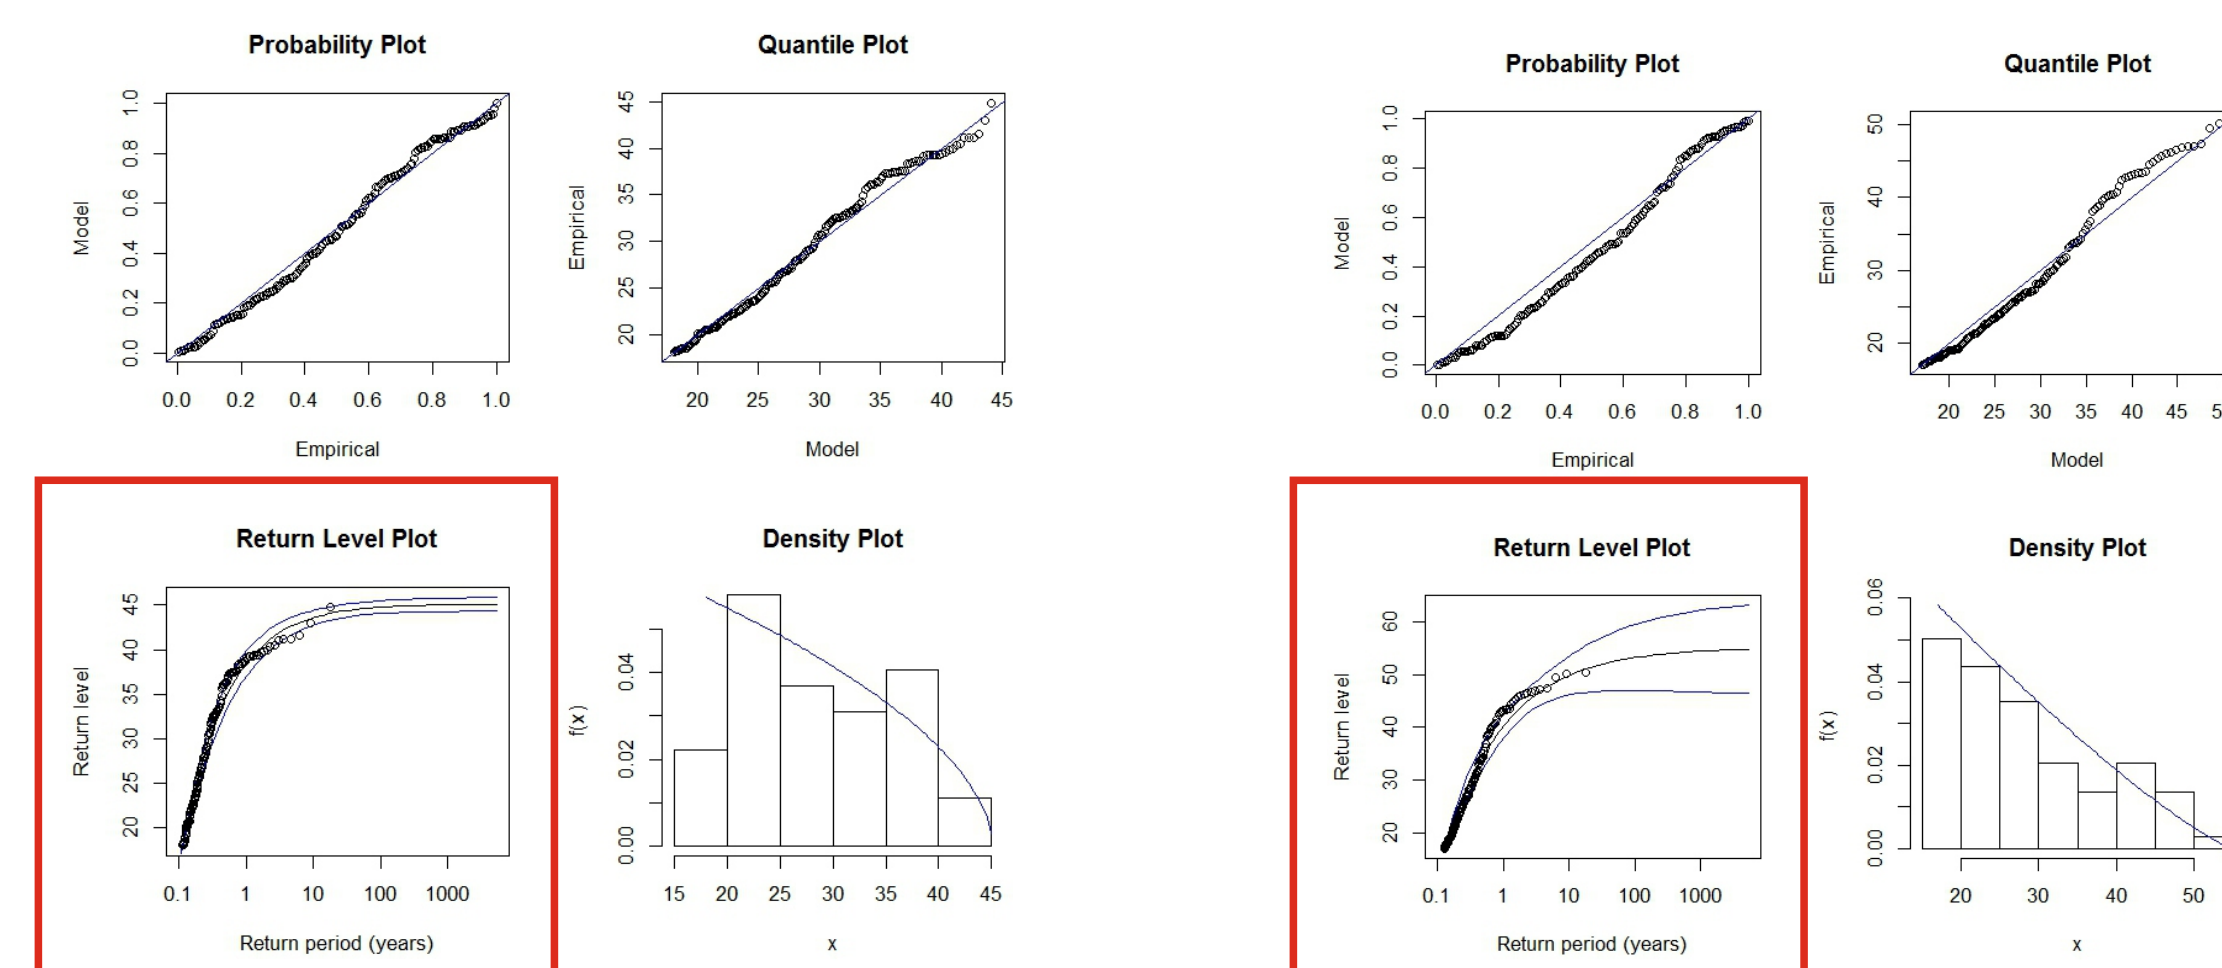 Probability Plot
Model
0.0 0.2 0.4 0.6 0.8 1.0
0.0 0.2 0.4 0.6 0.8 1.0
Empirical
Quantile Plot
Empirical
20 25 30 35 40 45
20 25 30 35 40 45
Model
Probability Plot
Model
0.0 0.2 0.4 0.6 0.8 1.0
0.0 0.2 0.4 0.6 0.8 1.0
Empirical
Quantile Plot
Empirical
20 30 40 50
20 25 30 35 40 45
Model
Return Level Plot
Return level
20 25 30 35 40 45
0.1 1 10 100 1000
Return period (years)
Density Plot
f(x)
0.00 0.02 0.04
15 20 25 30 35 40 45
x
Return Level Plot
Return level
20 30 40 50 60
0.1 1 10 100 1000
Return period (years)
Density Plot
f(x)
0.00 0.02 0.04 0.06
20 30 40 50
x